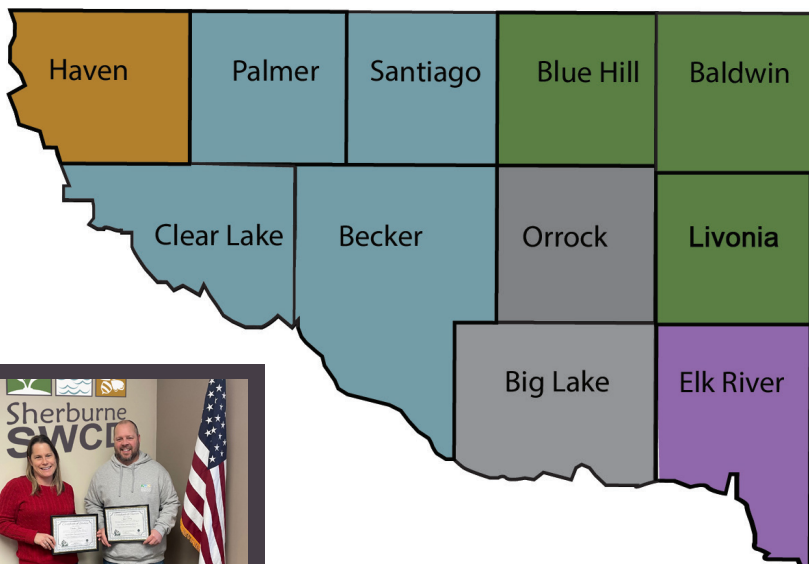 Haven
Palmer
Santiago
Blue Hill
Baldwin
Clear Lake
Becker
Orrock
Livonia
Big Lake
Elk River
Sherburne
SWCD